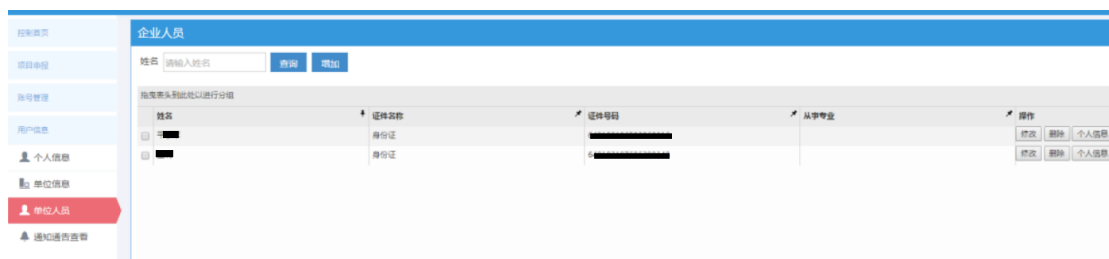 控制首页
项目申报
账号管理
用户信息
个人信息
单位信息
单位人员
通知通告查看
企业人员
姓名 请输入姓名 查询 增加
拖曳表头到此处以进行分组
姓名 证件名称 证件号码 从事专业 操作
身份证 修改 删除 个人信息
身份证 修改 删除 个人信息